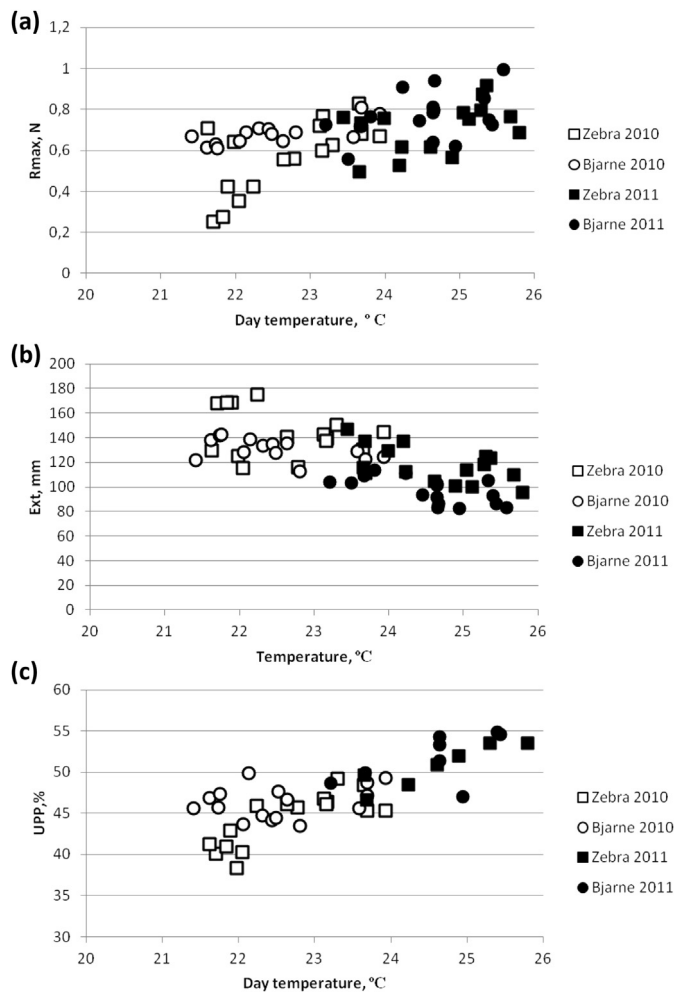 (a)
1,2
1
0,8
0,6
0,4
0,2
0
Rmax, N
20 21 22 23 24 25 26
Day temperature, °C
Zebra 2010
Bjarne 2010
Zebra 2011
Bjarne 2011
(b)
200
180
160
140
120
100
80
60
40
20
0
Ext, mm
20 21 22 23 24 25 26
Temperature,°C
Zebra 2010
Bjarne 2010
Zebra 2011
Bjarne 2011
(c)
60
55
50
45
40
35
30
UPP,%
20 21 22 23 24 25 26
Day temperature,°C
Zebra 2010
Bjarne 2010
Zebra 2011
Bjarne 2011